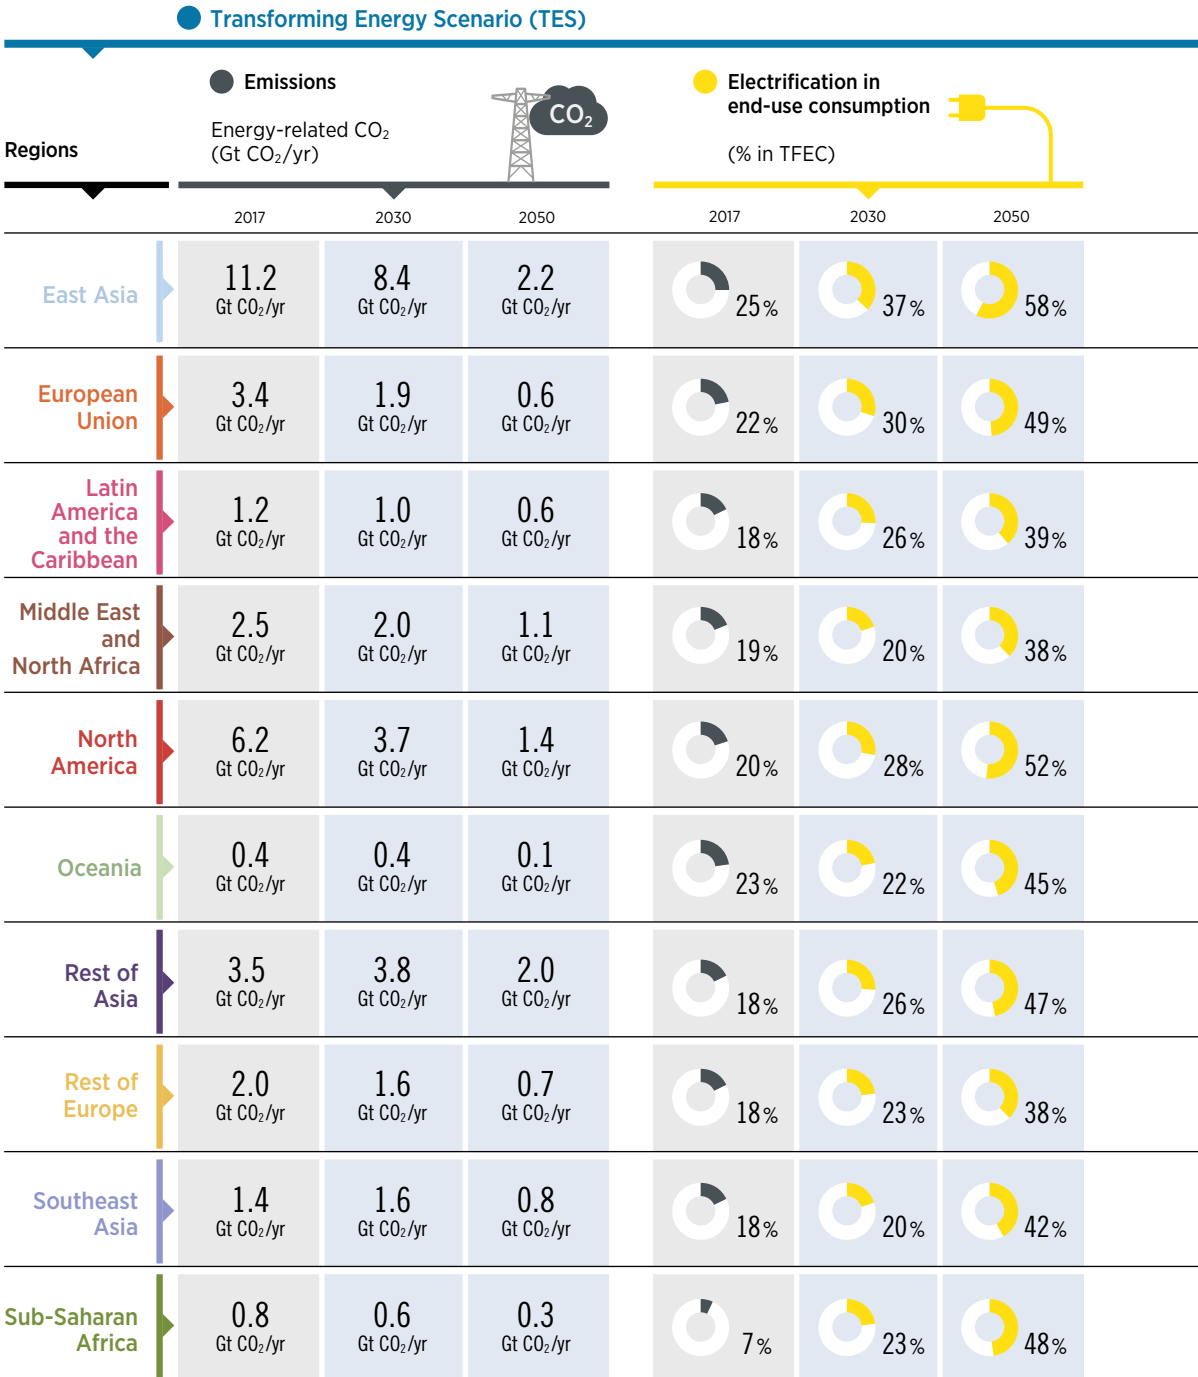 Transforming Energy Scenario (TES)
Emissions
Energy-related CO₂
(Gt CO₂/yr)
CO₂
Electrification in
end-use consumption
(% in TFEC)
Regions
2017 2030 2050 2017 2030 2050
East Asia
11.2 8.4 2.2
Gt CO₂/yr Gt CO₂/yr Gt CO₂/yr
25% 37% 58%
European
Union
3.4 1.9 0.6
Gt CO₂/yr Gt CO₂/yr Gt CO₂/yr
22% 30% 49%
Latin
America
and the
Caribbean
1.2 1.0 0.6
Gt CO₂/yr Gt CO₂/yr Gt CO₂/yr
18% 26% 39%
Middle East
and
North Africa
2.5 2.0 1.1
Gt CO₂/yr Gt CO₂/yr Gt CO₂/yr
19% 20% 38%
North
America
6.2 3.7 1.4
Gt CO₂/yr Gt CO₂/yr Gt CO₂/yr
20% 28% 52%
Oceania
0.4 0.4 0.1
Gt CO₂/yr Gt CO₂/yr Gt CO₂/yr
23% 22% 45%
Rest of
Asia
3.5 3.8 2.0
Gt CO₂/yr Gt CO₂/yr Gt CO₂/yr
18% 26% 47%
Rest of
Europe
2.0 1.6 0.7
Gt CO₂/yr Gt CO₂/yr Gt CO₂/yr
18% 23% 38%
Southeast
Asia
1.4 1.6 0.8
Gt CO₂/yr Gt CO₂/yr Gt CO₂/yr
18% 20% 42%
Sub-Saharan
Africa
0.8 0.6 0.3
Gt CO₂/yr Gt CO₂/yr Gt CO₂/yr
7% 23% 48%